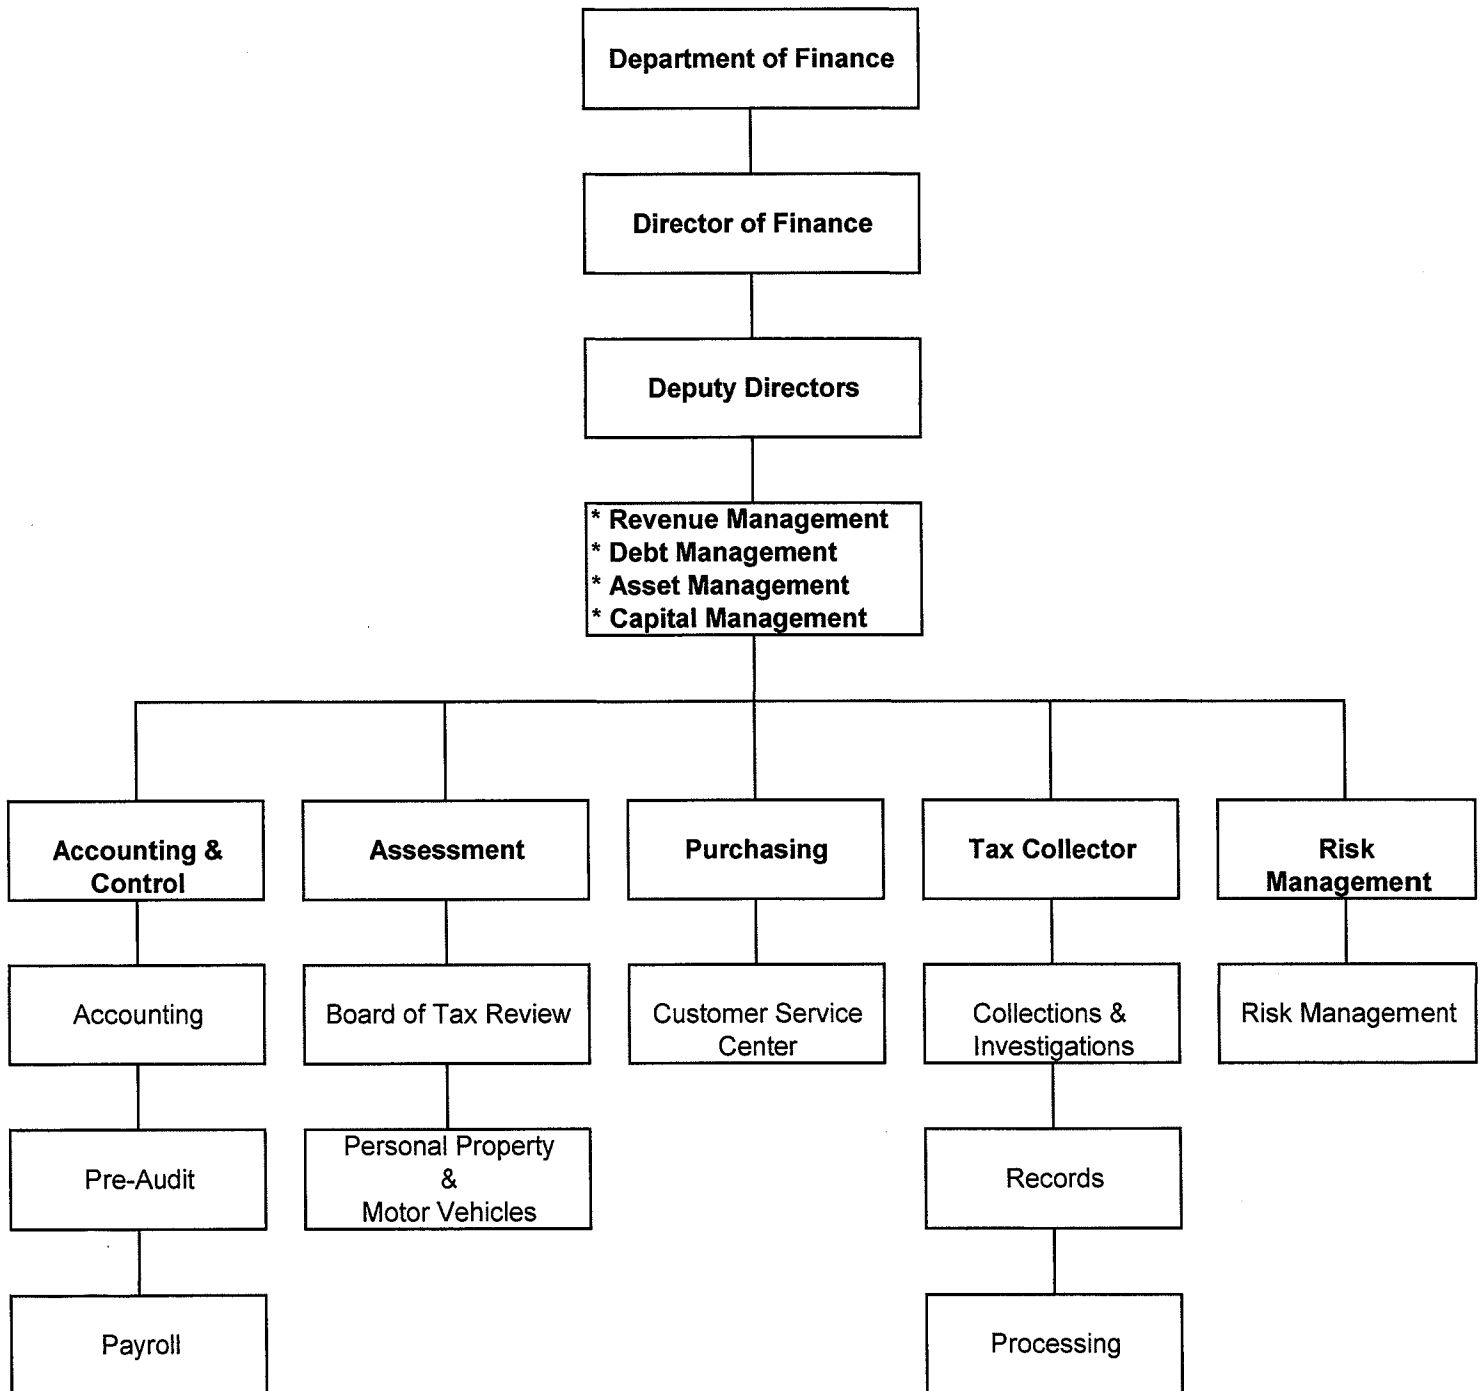 Department of Finance
Director of Finance
Deputy Directors
* Revenue Management
* Debt Management
* Asset Management
* Capital Management
Accounting &
Control
Assessment
Purchasing
Tax Collector
Risk
Management
Accounting
Board of Tax Review
Customer Service
Center
Collections &
Investigations
Risk Management
Pre-Audit
Personal Property
&
Motor Vehicles
Records
Payroll
Processing